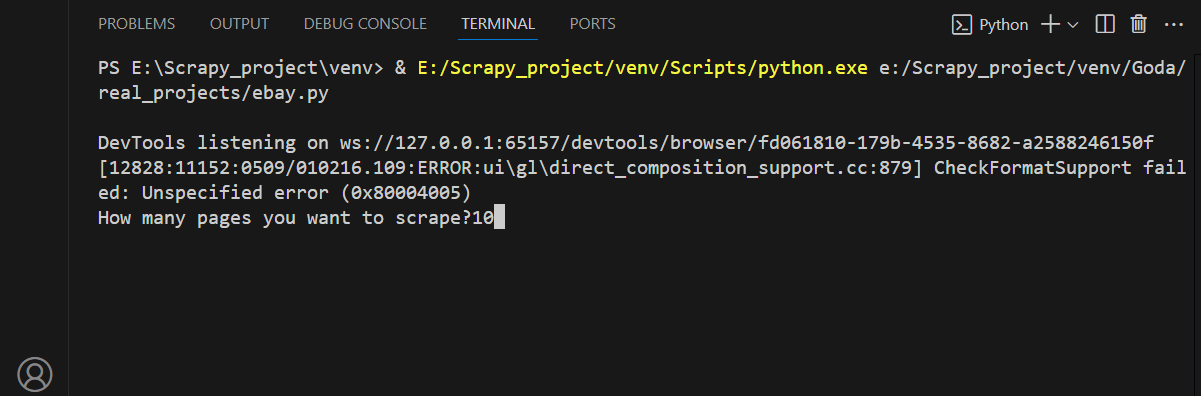 PROBLEMS OUTPUT DEBUG CONSOLE TERMINAL PORTS Python
PS E:\Scrapy_project\venv> & E:/Scrapy_project/venv/Scripts/python.exe e:/Scrapy_project/venv/Goda/
real_projects/ebay.py
DevTools listening on ws://127.0.0.1:65157/devtools/browser/fd061810-179b-4535-8682-a2588246150f
[12828:11152:0509/010216.109:ERROR:ui\gl\direct_composition_support.cc:879] CheckFormatSupport fail
ed: Unspecified error (0x80004005)
How many pages you want to scrape?10